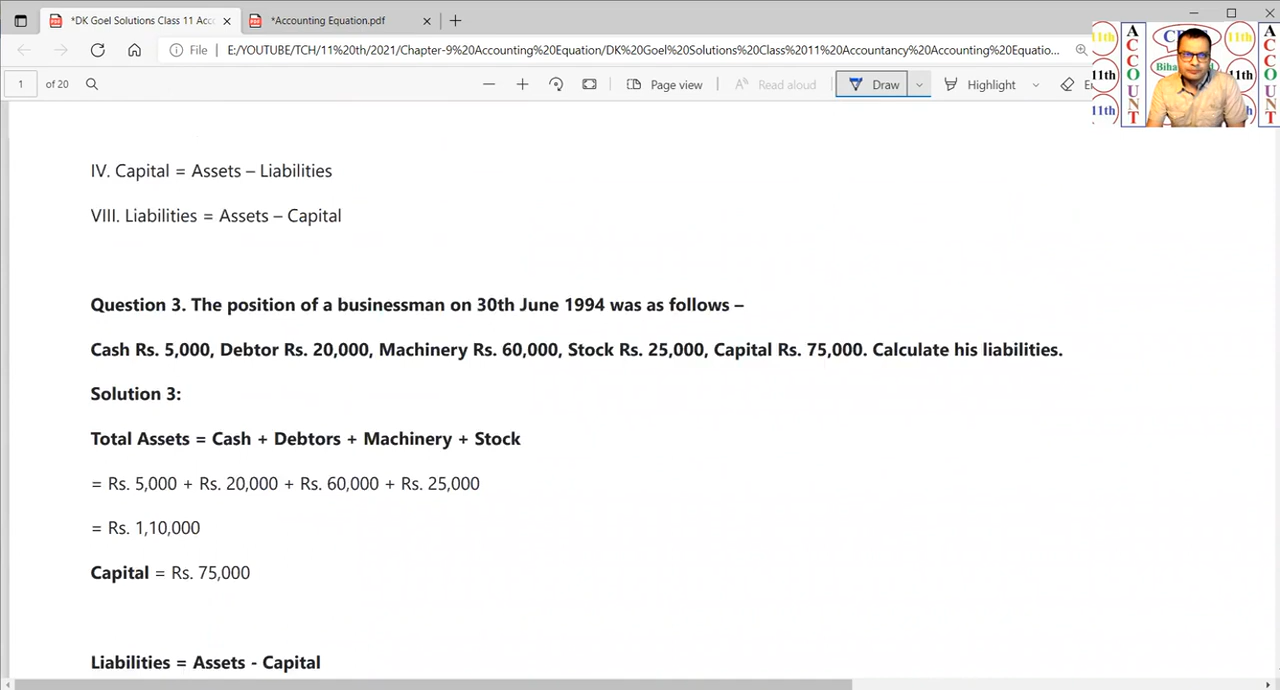 *DK Goel Solutions Class 11 Acc
*Accounting Equation.pdf
File
E:/YOUTUBE/TCH/11%20th/2021/Chapter-9%20Accounting%20Equation/DK%20Goel%20Solutions%20Class%2011%20Accountancy%20Accounting%20Equatio...
1 of 20
Page view
Read aloud
Draw
Highlight
ACCOUNT
11th
11th
11th
11th
11th
ACCOUNT
IV. Capital = Assets – Liabilities
VIII. Liabilities = Assets – Capital
Question 3. The position of a businessman on 30th June 1994 was as follows –
Cash Rs. 5,000, Debtor Rs. 20,000, Machinery Rs. 60,000, Stock Rs. 25,000, Capital Rs. 75,000. Calculate his liabilities.
Solution 3:
Total Assets = Cash + Debtors + Machinery + Stock
= Rs. 5,000 + Rs. 20,000 + Rs. 60,000 + Rs. 25,000
= Rs. 1,10,000
Capital = Rs. 75,000
Liabilities = Assets - Capital